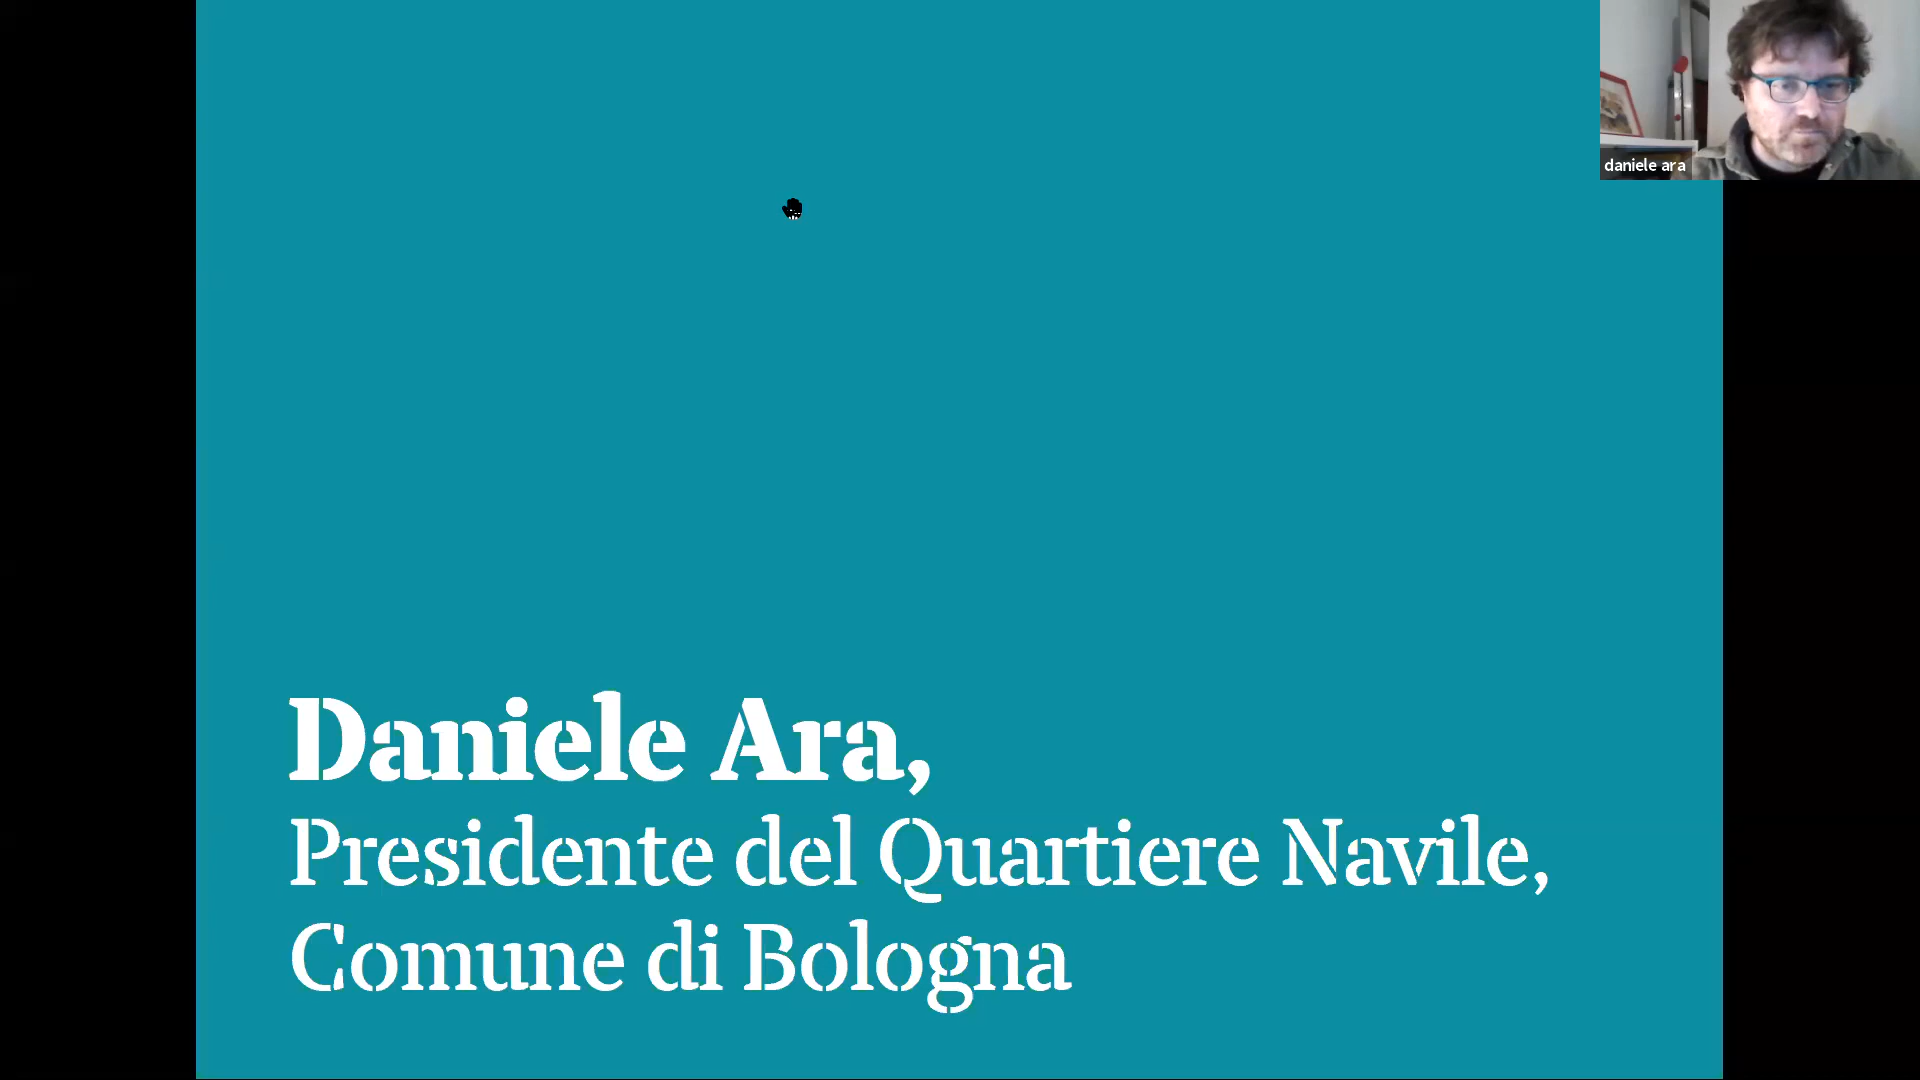 daniele ara
Daniele Ara,
Presidente del Quartiere Navile,
Comune di Bologna